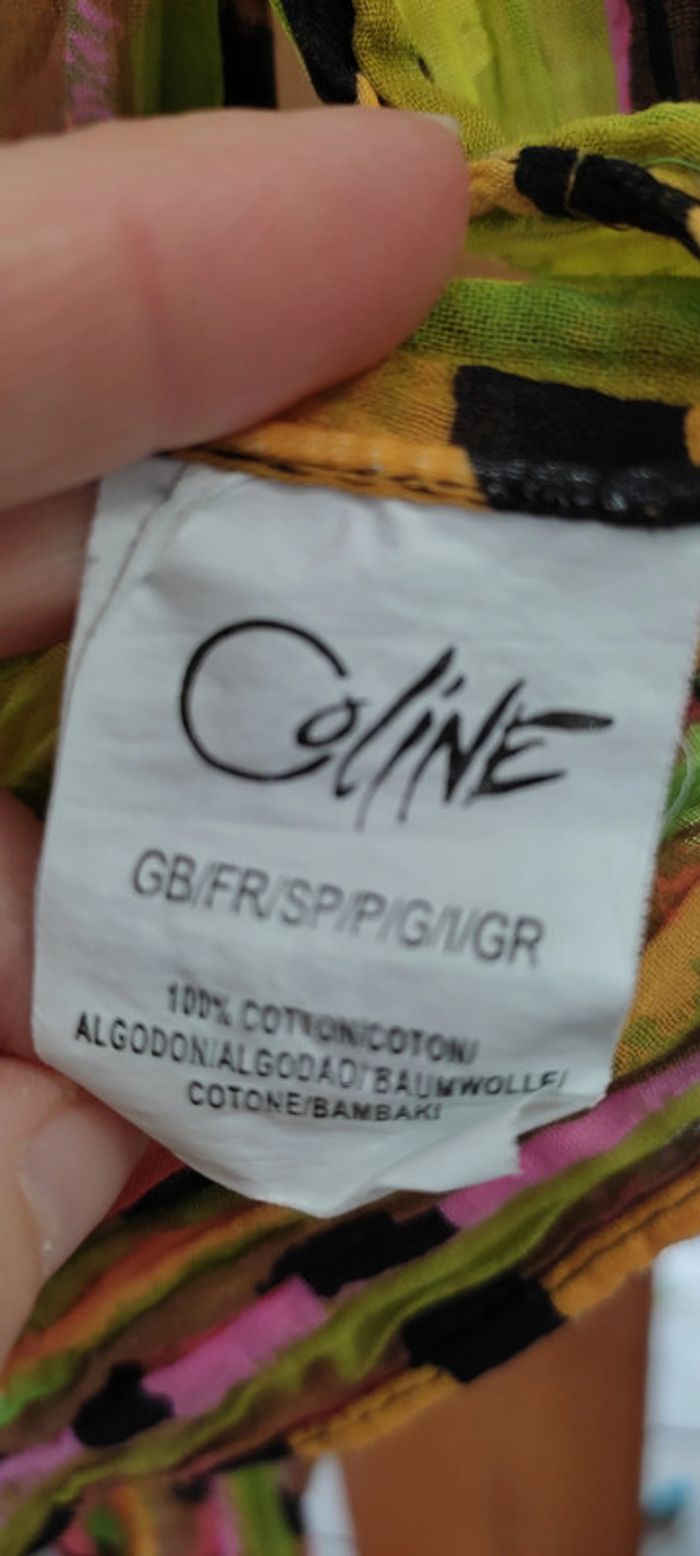 COLINE
GB/FR/SP/P/G/I/GR
100% COTTON/COTON/
ALGODON/ALGODAO/BAUMWOLLE/
COTONE/BAMBAKI